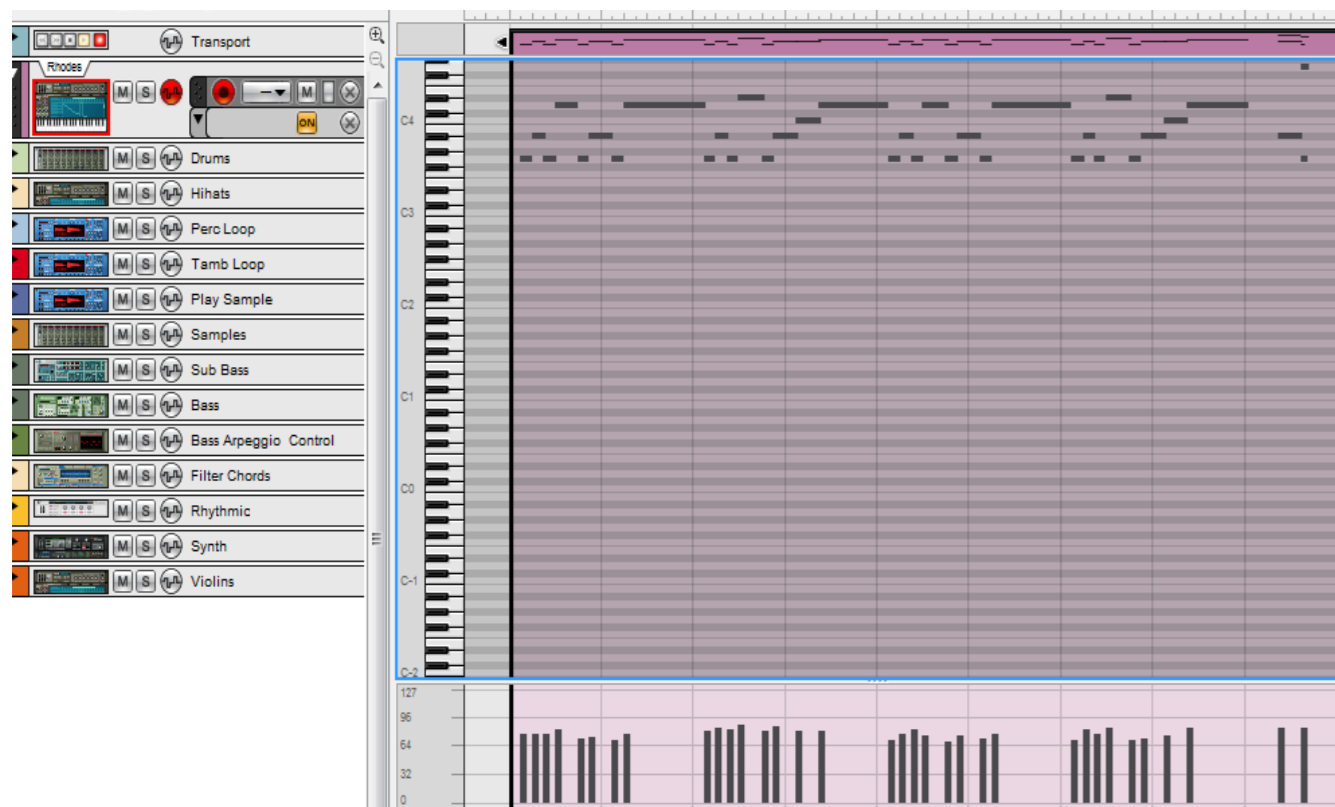 Transport
Rhodes
M S M
ON
M S Drums
M S Hihats
M S Perc Loop
M S Tamb Loop
M S Play Sample
M S Samples
M S Sub Bass
M S Bass
M S Bass Arpeggio Control
M S Filter Chords
M S Rhythmic
M S Synth
M S Violins
C4
C3
C2
C1
C0
C-1
C-2
127
96
64
32
0